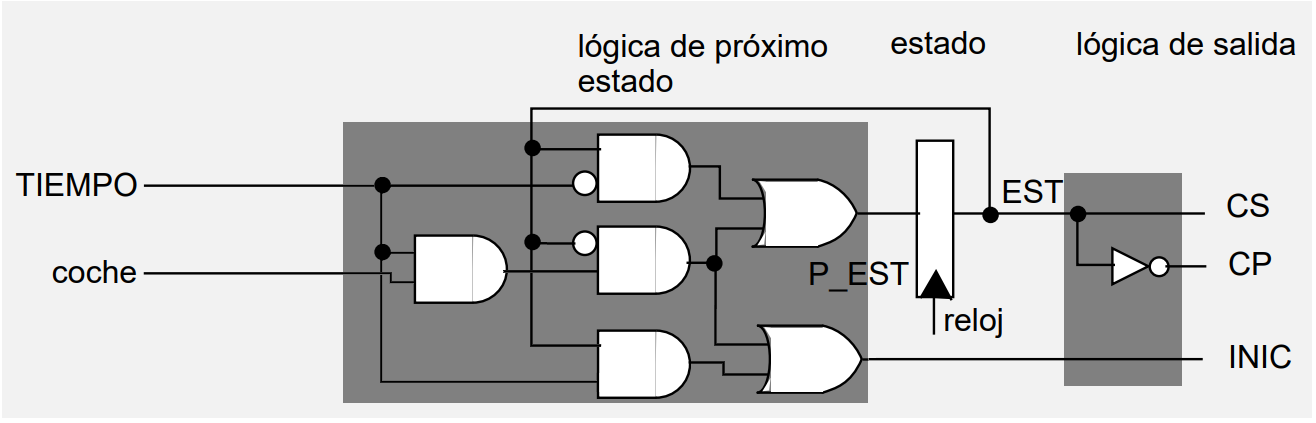 lógica de próximo
estado
estado
lógica de salida
TIEMPO
coche
EST
CS
CP
P_EST
reloj
INIC